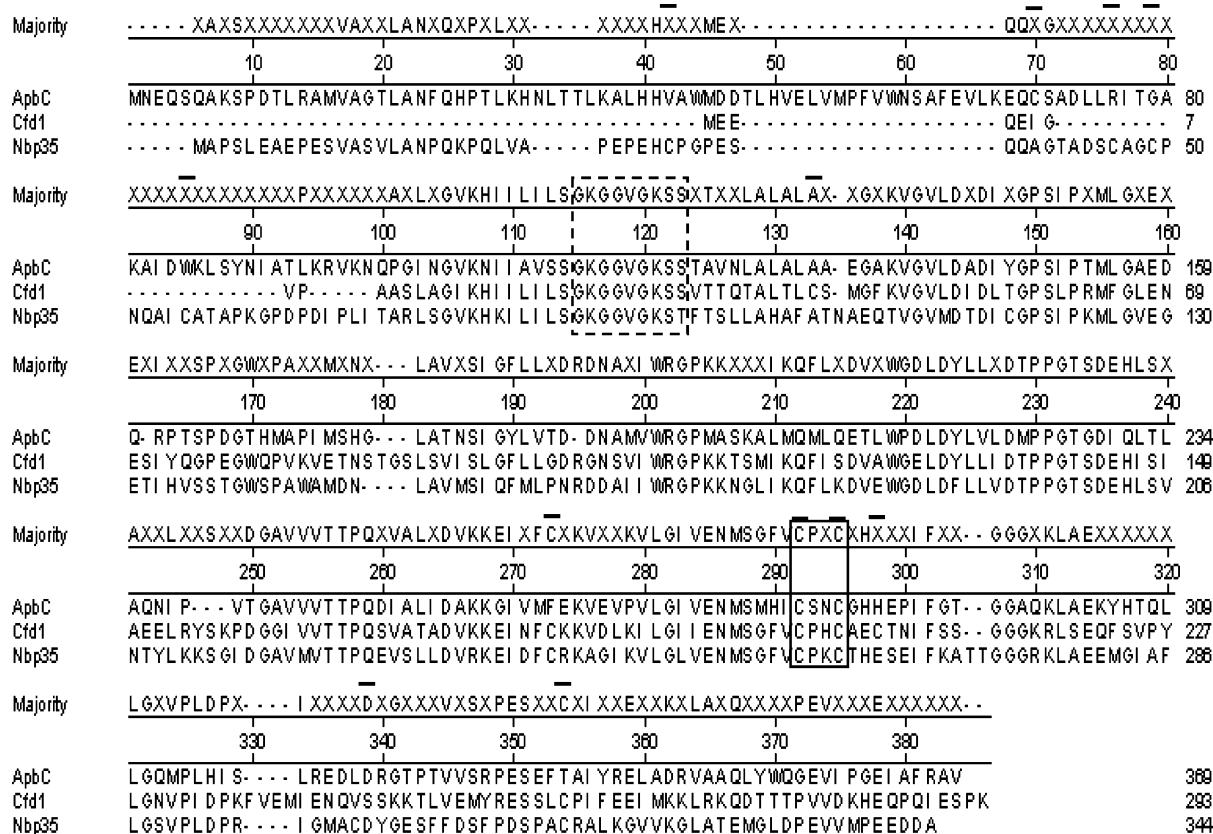 Majority -----XAXSXXXXXXXVAXXLANXQXPXLXX-----XXXXHXXXMEX--------------------QQXGXXXXXXXXX
10 20 30 40 50 60 70 80
ApbC MNEQSQAKSPDTLRAMVAGTLANFQHPTLKHNLTTLKALHHVAWMDDTLHVELVMPFVWNSAFEVLKEQCSADLLRITGA 80
Cfd1 --------------------------------------------MEE--------------------QEIG--------- 7
Nbp35 -----MAPSLEAEPESVASVLANPQKPQLVA-----PEPEHCPGPES--------------------QQAGTADSCAGCP 50
Majority XXXXXXXXXXXXPXXXXXXXAXLXGVKHIILILSGKGGVGKSSXTXXLALALAX-XGXKVGVLDXDIXGPSIPXMLGXEX
90 100 110 120 130 140 150 160
ApbC KAIDWKLSYNIATLKRVKNQPGINGVKNIIAVSSGKGGVGKSSTAVNLALALAA-EGAKVGVLDADIYGPSIPTMLGAED 159
Cfd1 ------------VP-----AASLAGIKHIILILSGKGGVGKSSVTTQTALTLCS-MGFKVGVLDIDLTGPSLPRMFGLEN 69
Nbp35 NQAICATAPKGPDPDIPLITARLSGVKHKILILSGKGGVGKSTFTSLLAHAFATNAEQTVGVMDTDICGPSIPKMLGVEG 130
Majority EXIXXSPXGWXPAXXMXNX---LAVXSIGFLLXDRDNAXIWRGPKKXXXIKQFLXDVXWGDLDYLLXDTPPGTSDEHLSX
170 180 190 200 210 220 230 240
ApbC Q-RPTSPDGTHMAPIMSHG---LATNSIGYLVTD-DNAMVWRGPMASKALMQMLQETLWPDLDYLVLDMPPGTGDIQLTL 234
Cfd1 ESIYQGPEGWQPVKVETNSTGSLSVISLGFLLGDRGNSVIWRGPKKTSMIKQFISDVAWGELDYLLIDTPPGTSDEHISI 149
Nbp35 ETIHVSSTGWSPAWAMDN----LAVMSIQFMLPNRDDAIIWRGPKKNGLIKQFLKDVEWGDLDFLLVDTPPGTSDEHLSV 206
Majority AXXLXXSXXDGAVVVTTPQXVALXDVKKEIXFCXKVXXKVLGIVENMSGFVCPXCXHXXXIFXX--GGGXKLAEXXXXXX
250 260 270 280 290 300 310 320
ApbC AQNIP---VTGAVVVTTPQDIALIDAKKGIVMFEKVEVPVLGIVENMSMHICSNCGHHEPIFGT--GGAQKLAEKYHTQL 309
Cfd1 AEELRYSKPDGGIVVTTPQSVATADVKKEINFCKKVDLKILGIIENMSGFVCPHCAECTNIFSS--GGGKRLSEQFSVPY 227
Nbp35 NTYLKKSGIDGAVMVTTPQEVSLLDVRKEIDFCRKAGIKVLGLVENMSGFVCPKCTHESEIFKATTGGGRKLAEEMGIAF 286
Majority LGXVPLDPX----IXXXXDXGXXXVXSXPESXXCXIXXEXXKXLAXQXXXXPEVXXXEXXXXXX--
330 340 350 360 370 380
ApbC LGQMPLHIS----LREDLDRGTPTVVSRPESEFTAIYRELADRVAAQLYWQGEVIPGEIAFRAV 369
Cfd1 LGNVPIDPKFVEMIENQVSSKKTLVEMYRESSLCPIFEEIMKKLRKQDTTTPVVDKHEQPQIESPK 293
Nbp35 LGSVPLDPR----IGMACDYGESFFDSFPDSPACRALKGVVKGLATEMGLDPEVVMPEEDDA 344